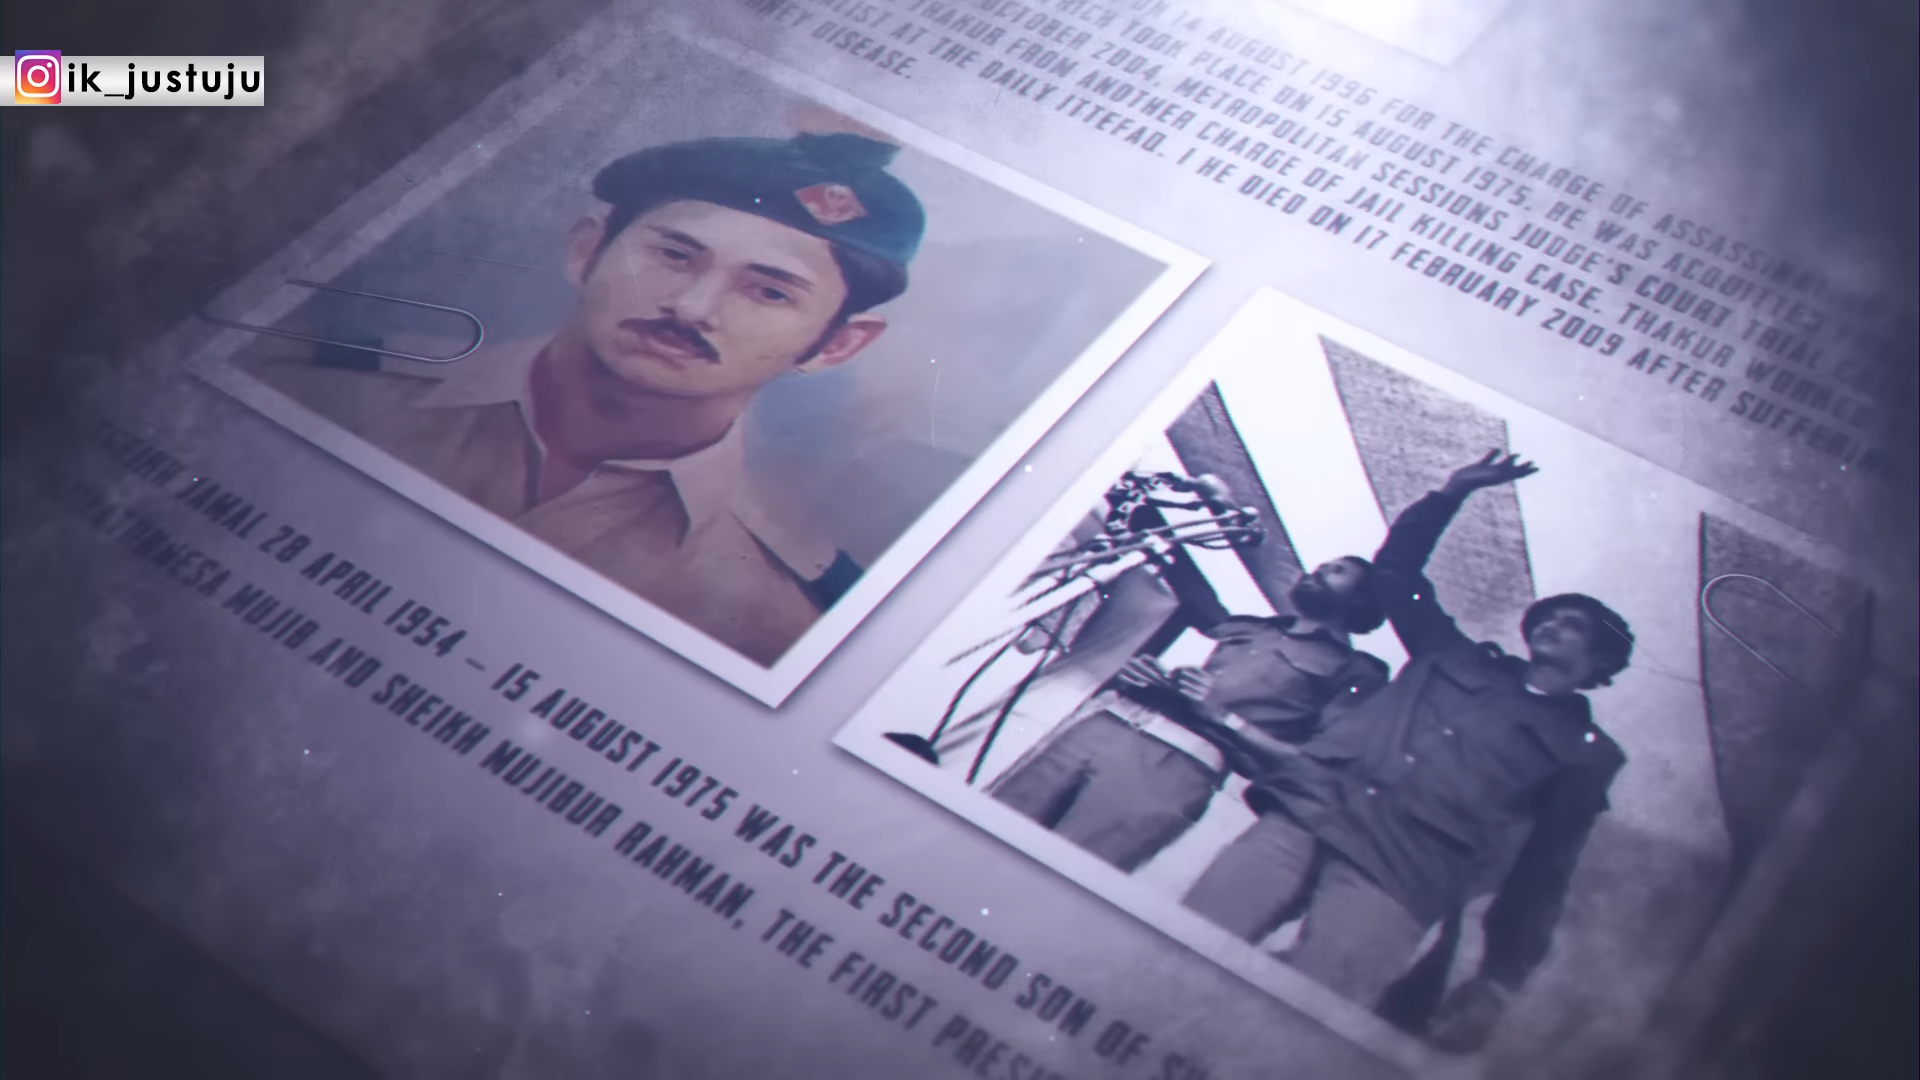 ik_justuju
ON 14 AUGUST 1996 FOR THE CHARGE OF
TOOK PLACE ON 15 AUGUST 1975. HE WAS ACQUITTED
OCTOBER 2004, METROPOLITAN SESSIONS JUDGE'S COURT TRIAL
THAKUR FROM ANOTHER CHARGE OF JAIL KILLING CASE. THAKUR WORKED
AT THE DAILY ITTEFAQ. I HE DIED ON 17 FEBRUARY 2009 AFTER
DISEASE.
JAMAL 28 APRIL 1954 – 15 AUGUST 1975 WAS THE SECOND SON OF
MUJIB AND SHEIKH MUJIBUR RAHMAN, THE FIRST